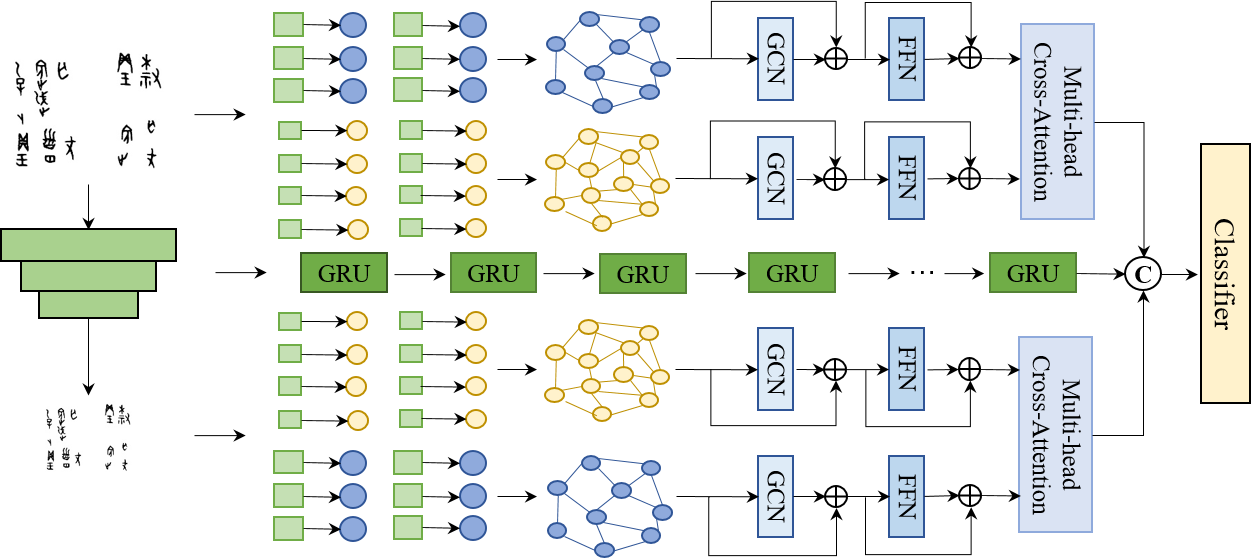 GCN
FFN
Multi-head
Cross-Attention
GCN
FFN
GRU
GRU
GRU
GRU
...
GRU
C
Classifier
GCN
FFN
Multi-head
Cross-Attention
GCN
FFN